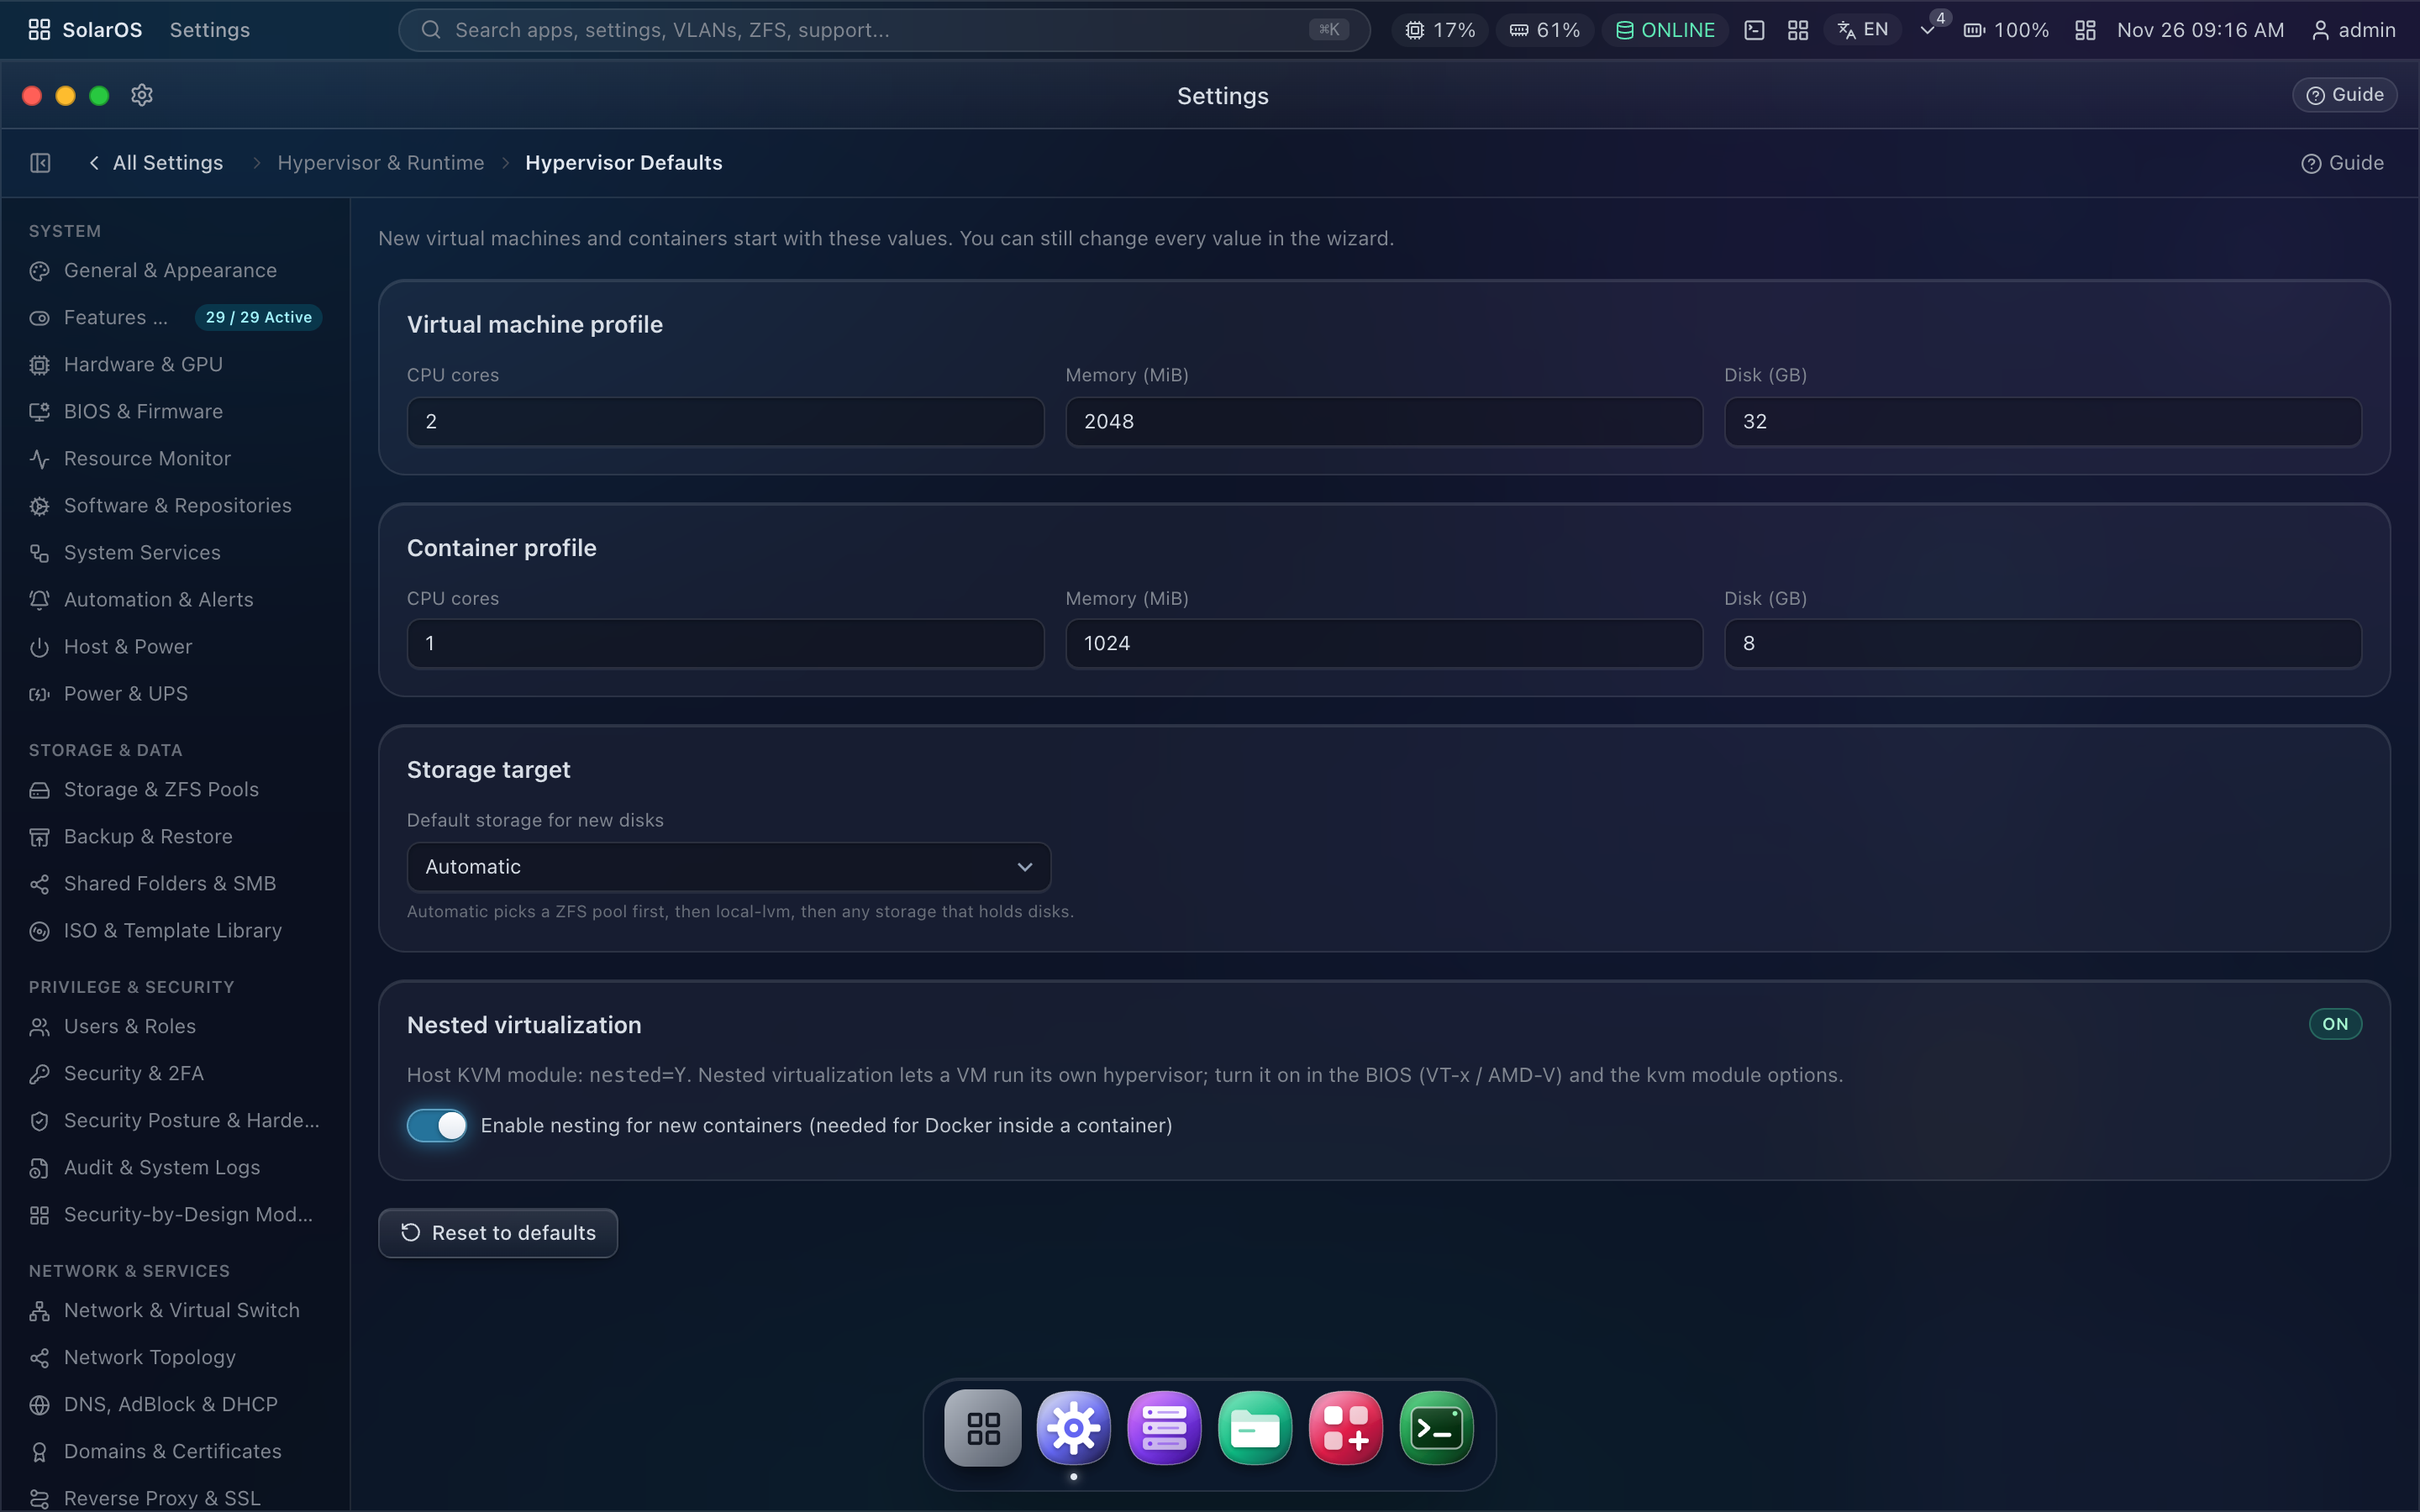 SolarOS Settings Search apps, settings, VLANs, ZFS, support... ⌘K 17% 61% ONLINE EN 4 100% Nov 26 09:16 AM admin
Settings Guide
All Settings Hypervisor & Runtime Hypervisor Defaults Guide
SYSTEM
General & Appearance
Features ... 29 / 29 Active
Hardware & GPU
BIOS & Firmware
Resource Monitor
Software & Repositories
System Services
Automation & Alerts
Host & Power
Power & UPS
STORAGE & DATA
Storage & ZFS Pools
Backup & Restore
Shared Folders & SMB
ISO & Template Library
PRIVILEGE & SECURITY
Users & Roles
Security & 2FA
Security Posture & Harde...
Audit & System Logs
Security-by-Design Mod...
NETWORK & SERVICES
Network & Virtual Switch
Network Topology
DNS, AdBlock & DHCP
Domains & Certificates
Reverse Proxy & SSL
New virtual machines and containers start with these values. You can still change every value in the wizard.
Virtual machine profile
CPU cores Memory (MiB) Disk (GB)
2 2048 32
Container profile
CPU cores Memory (MiB) Disk (GB)
1 1024 8
Storage target
Default storage for new disks
Automatic
Automatic picks a ZFS pool first, then local-lvm, then any storage that holds disks.
Nested virtualization ON
Host KVM module: nested=Y. Nested virtualization lets a VM run its own hypervisor; turn it on in the BIOS (VT-x / AMD-V) and the kvm module options.
Enable nesting for new containers (needed for Docker inside a container)
Reset to defaults